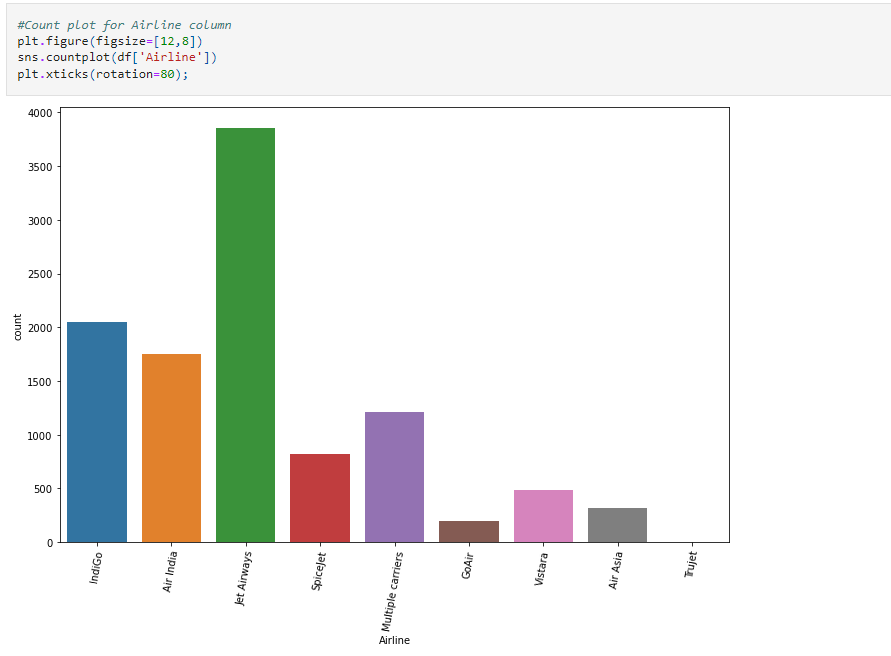 #Count plot for Airline column
plt.figure(figsize=[12,8])
sns.countplot(df['Airline'])
plt.xticks(rotation=80);
4000
3500
3000
2500
2000
1500
1000
500
0
count
IndiGo
Air India
Jet Airways
SpiceJet
Multiple carriers
GoAir
Vistara
Air Asia
Trujet
Airline